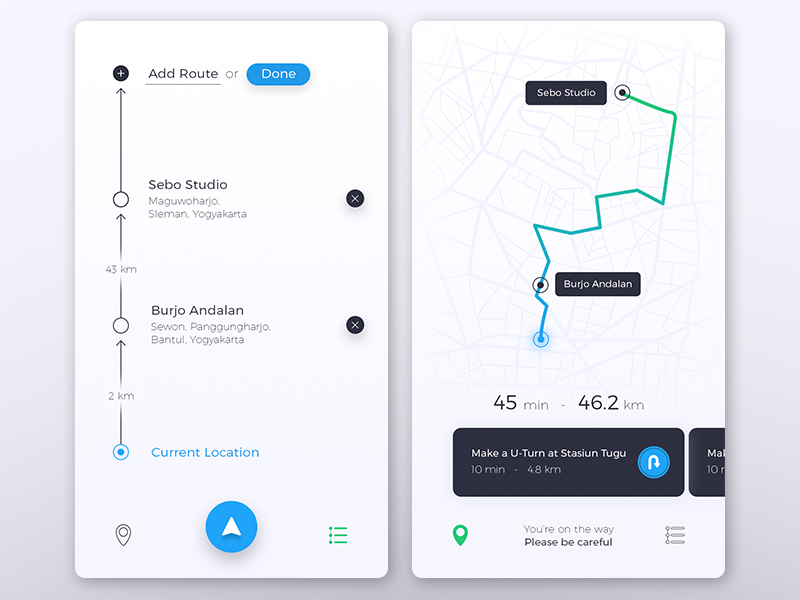 Add Route or Done
Sebo Studio
Maguwoharjo,
Sleman, Yogyakarta
43 km
Burjo Andalan
Sewon, Panggungharjo,
Bantul, Yogyakarta
2 km
Current Location
Sebo Studio
Burjo Andalan
45 min - 46.2 km
Make a U-Turn at Stasiun Tugu
10 min - 4.8 km
You're on the way
Please be careful